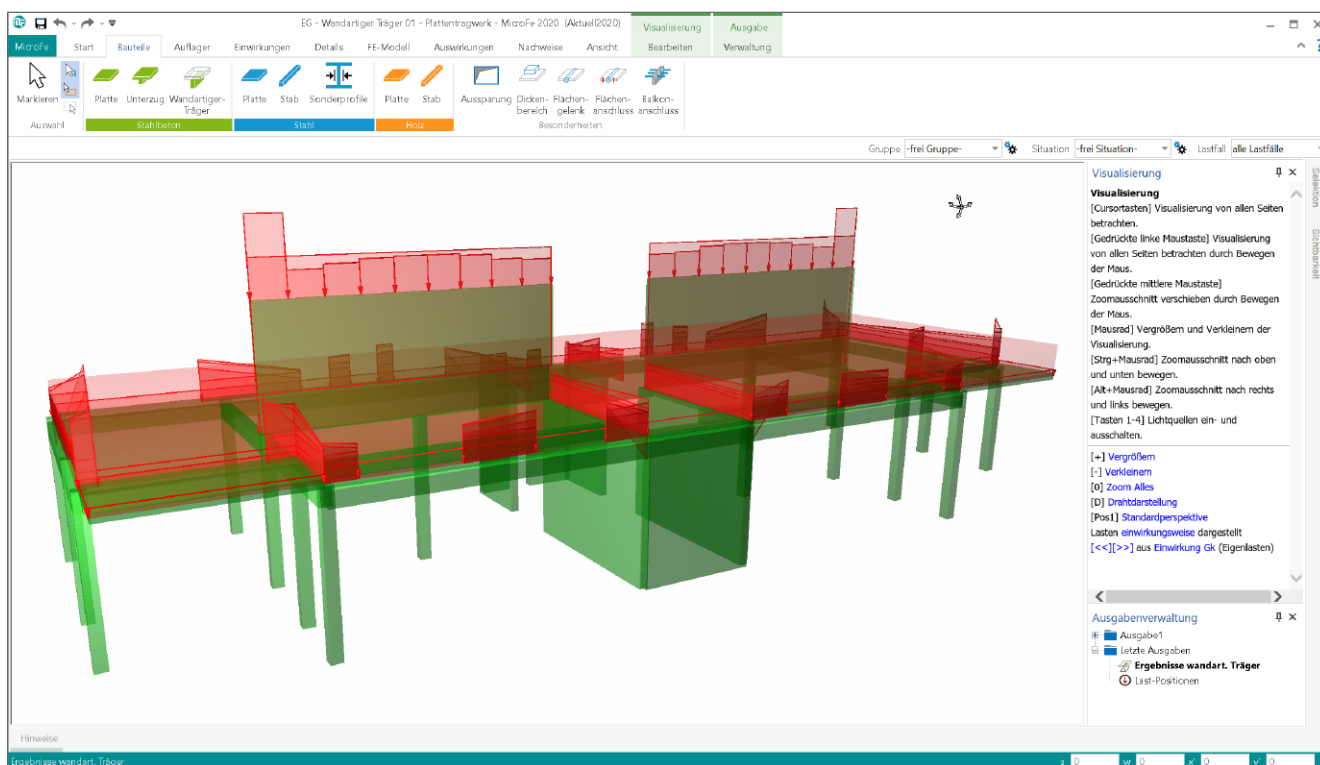 EG - Wandartiger Träger 01 - Plattentragwerk - MicroFe 2020 (Aktuell2020)
Visualisierung
Ausgabe
MicroFe
Start
Bauteile
Auflager
Einwirkungen
Details
FE-Modell
Auswirkungen
Nachweise
Ansicht
Bearbeiten
Verwaltung
Markieren
Platte
Unterzug
Wandartiger-
Träger
Platte
Stab
Sonderprofile
Platte
Stab
Aussparung
Dicken-
bereich
Flächen-
gelenk
Flächen-
anschluss
Balkon-
anschluss
Auswahl
Stahlbeton
Stahl
Holz
Besonderheiten
Gruppe -frei Gruppe-
Situation -frei Situation-
Lastfall alle Lastfälle
Visualisierung
Visualisierung
[Cursortasten] Visualisierung von allen Seiten
betrachten.
[Gedrückte linke Maustaste] Visualisierung
von allen Seiten betrachten durch Bewegen
der Maus.
[Gedrückte mittlere Maustaste]
Zoomausschnitt verschieben durch Bewegen
der Maus.
[Mausrad] Vergrößern und Verkleinern der
Visualisierung.
[Strg+Mausrad] Zoomausschnitt nach oben
und unten bewegen.
[Alt+Mausrad] Zoomausschnitt nach rechts
und links bewegen.
[Tasten 1-4] Lichtquellen ein- und
ausschalten.
[+] Vergrößern
[-] Verkleinern
[0] Zoom Alles
[D] Drahtdarstellung
[Pos1] Standardperspektive
Lasten einwirkungsweise dargestellt
[<<][>>] aus Einwirkung Gk (Eigenlasten)
Selektion
Sichtbarkeit
Ausgabenverwaltung
Ausgabe1
letzte Ausgaben
Ergebnisse wandart. Träger
Last-Positionen
Hinweise
Ergebnisse wandart. Träger
a 0
w 0
x' 0
y' 0